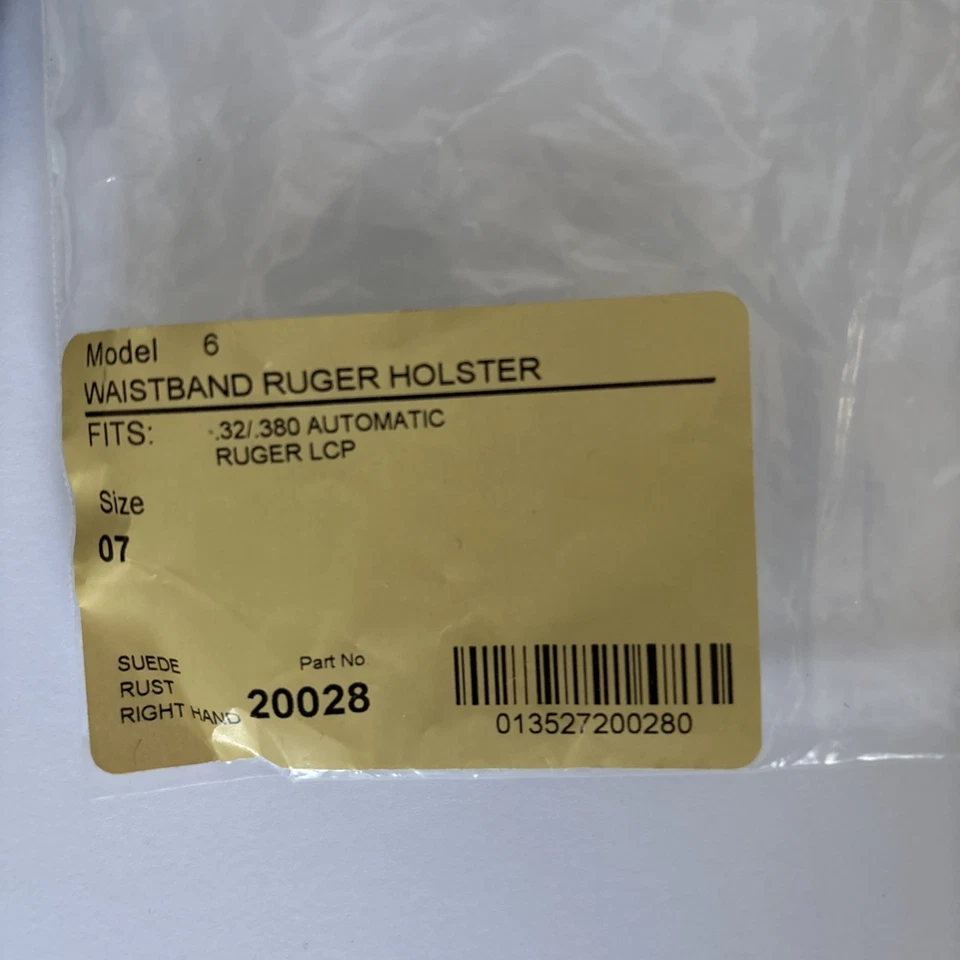 Model 6
WAISTBAND RUGER HOLSTER
FITS: .32/.380 AUTOMATIC
RUGER LCP
Size
07
SUEDE
RUST
RIGHT HAND
Part No
20028
013527200280